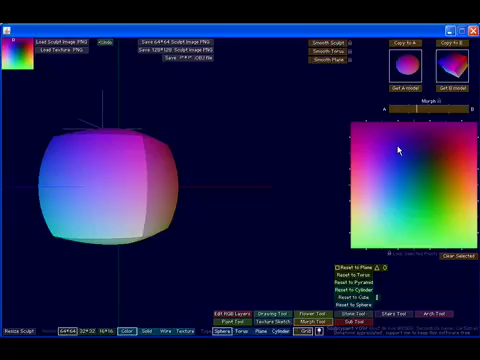 Load Sculpt Image PNG
<Undo
Save 64*64 Sculpt Image PNG
Smooth Sculpt
Copy to A
Copy to B
Load Texture PNG
Save 128*128 Sculpt Image PNG
Smooth Torus
Save .OBJ file
Smooth Plane
Get A model
Get B model
Morph
A
B
Clear Selected
Reset to Plane
Reset to Torus
Reset to Pyramid
Reset to Cylinder
Reset to Cube
Reset to Sphere
Edit RGB Layers
Drawing Tool
Flower Tool
Stone Tool
Stairs Tool
Arch Tool
Plant Tool
Texture Sketch
Morph Tool
Sub Tool
Resize Sculpt
64*64
32*32
16*16
Color
Solid
Wire
Texture
Sphere
Torus
Plane
Cylinder
Grid